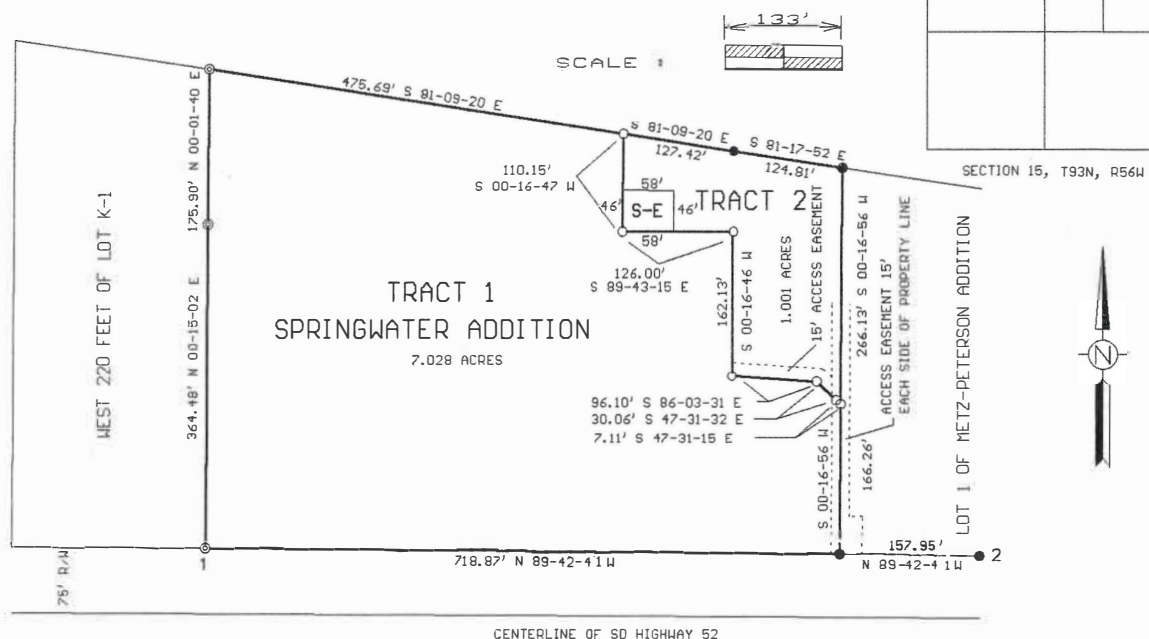 133'
SCALE :
SECTION 15, T93N, R56W
475.69' S 81-09-20 E
S 81-09-20 E
127.42'
S 81-17-52 E
124.81'
175.90' N 00-01-40 E
364.48' N 00-15-02 E
WEST 220 FEET OF LOT K-1
110.15'
S 00-16-47 W
58'
46'
S-E
46'
58'
TRACT 2
1.001 ACRES
15' ACCESS EASEMENT
126.00'
S 89-43-15 E
162.13'
S 00-16-46 W
266.13' S 00-16-56 W
ACCESS EASEMENT 15'
EACH SIDE OF PROPERTY LINE
LOT 1 OF METZ-PETERSON ADDITION
N
TRACT 1
SPRINGWATER ADDITION
7.028 ACRES
96.10' S 86-03-31 E
30.06' S 47-31-32 E
7.11' S 47-31-15 E
S 00-16-56 W
166.26'
157.95'
N 89-42-41W
1
2
718.87' N 89-42-41W
75' R/W
CENTERLINE OF SD HIGHWAY 52